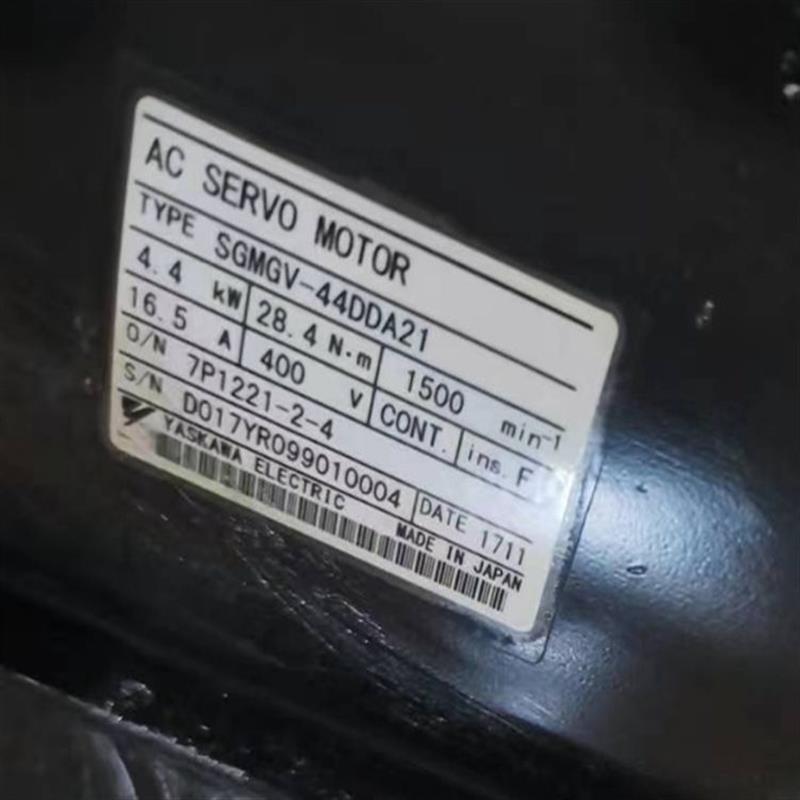 AC SERVO MOTOR
TYPE SGMGV-44DDA21
4.4 kW 28.4 N·m 1500 min-1
16.5 A 400 V CONT. ins. F
O/N 7P1221-2-4
S/N D017YR099010004 DATE 1711
YASKAWA ELECTRIC MADE IN JAPAN